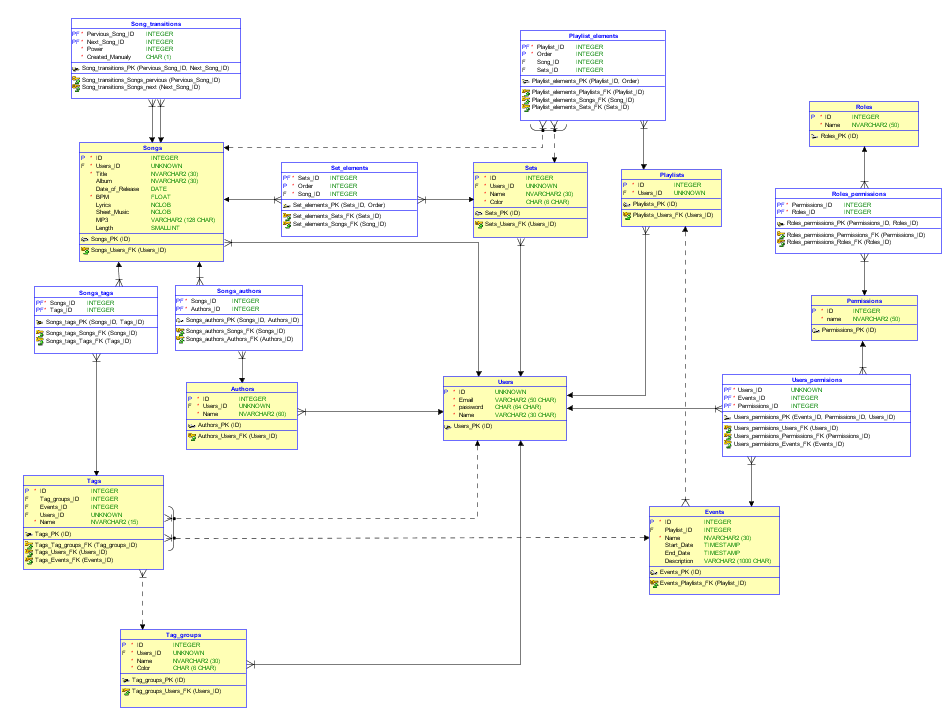 Song_transitions
PF * Pervious_Song_ID INTEGER
PF * Next_Song_ID INTEGER
* Power INTEGER
* Created_Manualy CHAR (1)
Song_transitions_PK (Pervious_Song_ID, Next_Song_ID)
Song_transitions_Songs_pervious (Pervious_Song_ID)
Song_transitions_Songs_next (Next_Song_ID)
Playlist_elements
PF * Playlist_ID INTEGER
P * Order INTEGER
F Song_ID INTEGER
F Sets_ID INTEGER
Playlist_elements_PK (Playlist_ID, Order)
Playlist_elements_Playlists_FK (Playlist_ID)
Playlist_elements_Songs_FK (Song_ID)
Playlist_elements_Sets_FK (Sets_ID)
Roles
P * ID INTEGER
* Name NVARCHAR2 (50)
Roles_PK (ID)
Songs
P * ID INTEGER
F * Users_ID UNKNOWN
* Title NVARCHAR2 (30)
Album NVARCHAR2 (30)
Date_of_Release DATE
* BPM FLOAT
Lyrics NCLOB
Sheet_Music NCLOB
MP3 VARCHAR2 (128 CHAR)
Length SMALLINT
Songs_PK (ID)
Songs_Users_FK (Users_ID)
Set_elements
PF * Sets_ID INTEGER
P * Order INTEGER
F * Song_ID INTEGER
Set_elements_PK (Sets_ID, Order)
Set_elements_Sets_FK (Sets_ID)
Set_elements_Songs_FK (Song_ID)
Sets
P * ID INTEGER
F * Users_ID UNKNOWN
* Name NVARCHAR2 (30)
* Color CHAR (6 CHAR)
Sets_PK (ID)
Sets_Users_FK (Users_ID)
Playlists
P * ID INTEGER
F * Users_ID UNKNOWN
Playlists_PK (ID)
Playlists_Users_FK (Users_ID)
Roles_permissions
PF * Permissions_ID INTEGER
PF * Roles_ID INTEGER
Roles_permissions_PK (Permissions_ID, Roles_ID)
Roles_permissions_Permissions_FK (Permissions_ID)
Roles_permissions_Roles_FK (Roles_ID)
Songs_tags
PF * Songs_ID INTEGER
PF * Tags_ID INTEGER
Songs_tags_PK (Songs_ID, Tags_ID)
Songs_tags_Songs_FK (Songs_ID)
Songs_tags_Tags_FK (Tags_ID)
Songs_authors
PF * Songs_ID INTEGER
PF * Authors_ID INTEGER
Songs_authors_PK (Songs_ID, Authors_ID)
Songs_authors_Songs_FK (Songs_ID)
Songs_authors_Authors_FK (Authors_ID)
Permissions
P * ID INTEGER
* name NVARCHAR2 (50)
Permissions_PK (ID)
Authors
P * ID INTEGER
F * Users_ID UNKNOWN
* Name NVARCHAR2 (80)
Authors_PK (ID)
Authors_Users_FK (Users_ID)
Users
P * ID UNKNOWN
* Email VARCHAR2 (50 CHAR)
* password CHAR (64 CHAR)
* Name VARCHAR2 (30 CHAR)
Users_PK (ID)
Users_permisions
PF * Users_ID UNKNOWN
PF * Events_ID INTEGER
PF * Permissions_ID INTEGER
Users_permisions_PK (Events_ID, Permissions_ID, Users_ID)
Users_permisions_Users_FK (Users_ID)
Users_permisions_Permissions_FK (Permissions_ID)
Users_permisions_Events_FK (Events_ID)
Tags
P * ID INTEGER
F Tag_groups_ID INTEGER
F Events_ID INTEGER
F Users_ID UNKNOWN
* Name NVARCHAR2 (15)
Tags_PK (ID)
Tags_Tag_groups_FK (Tag_groups_ID)
Tags_Users_FK (Users_ID)
Tags_Events_FK (Events_ID)
Events
P * ID INTEGER
F Playlist_ID INTEGER
* Name NVARCHAR2 (30)
Start_Date TIMESTAMP
End_Date TIMESTAMP
Description VARCHAR2 (1000 CHAR)
Events_PK (ID)
Events_Playlists_FK (Playlist_ID)
Tag_groups
P * ID INTEGER
F * Users_ID UNKNOWN
* Name NVARCHAR2 (30)
* Color CHAR (6 CHAR)
Tag_groups_PK (ID)
Tag_groups_Users_FK (Users_ID)